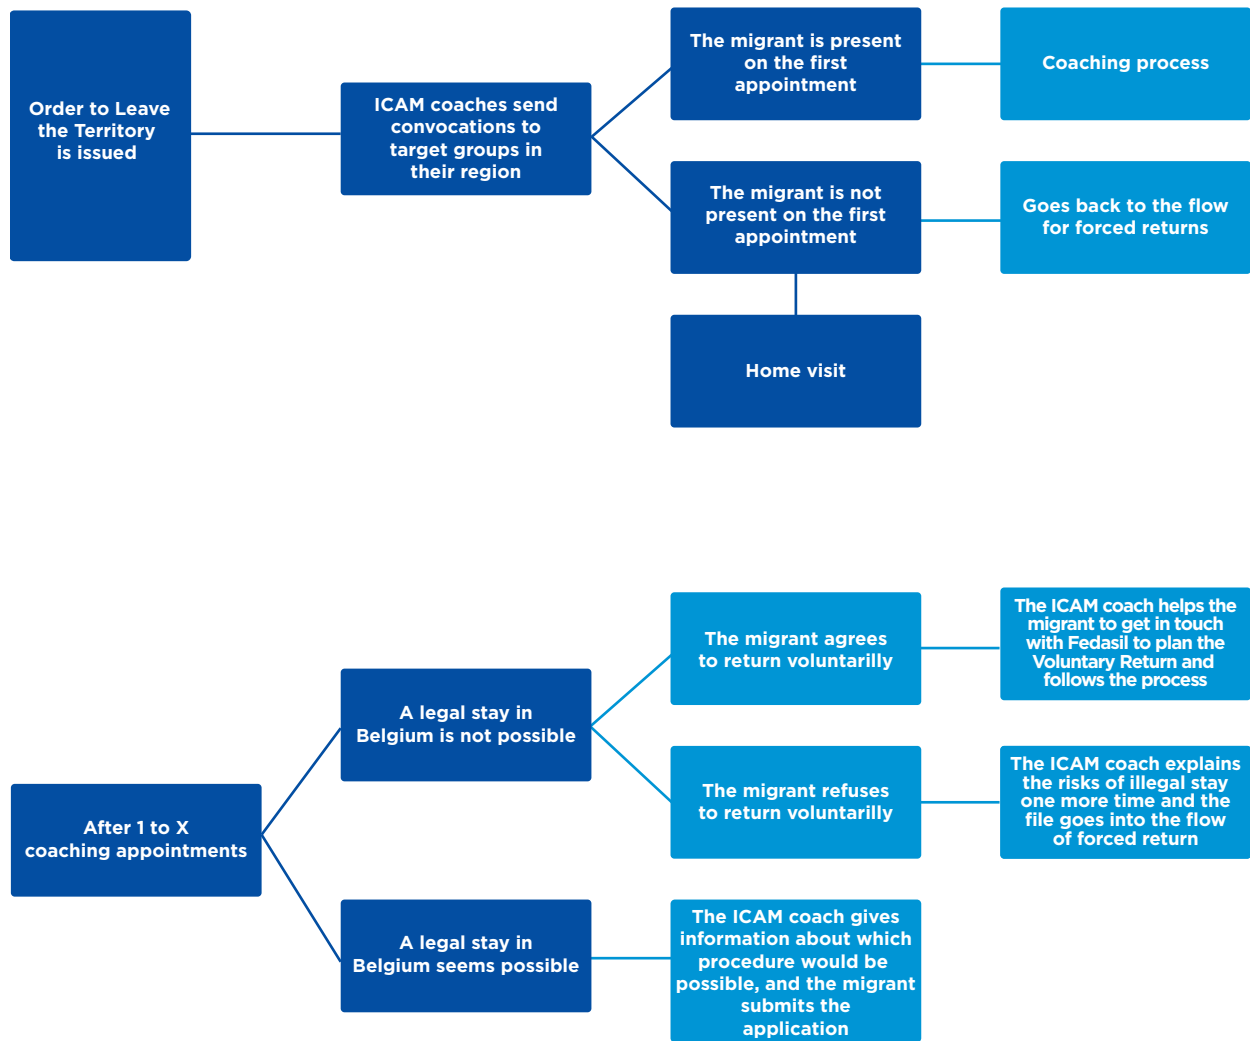 Order to Leave
the Territory
is issued
ICAM coaches send
convocations to
target groups in
their region
The migrant is present
on the first
appointment
Coaching process
The migrant is not
present on the first
appointment
Goes back to the flow
for forced returns
Home visit
After 1 to X
coaching appointments
A legal stay in
Belgium is not possible
The migrant agrees
to return voluntarilly
The ICAM coach helps the
migrant to get in touch
with Fedasil to plan the
Voluntary Return and
follows the process
The migrant refuses
to return voluntarilly
The ICAM coach explains
the risks of illegal stay
one more time and the
file goes into the flow
of forced return
A legal stay in
Belgium seems possible
The ICAM coach gives
information about which
procedure would be
possible, and the migrant
submits the
application